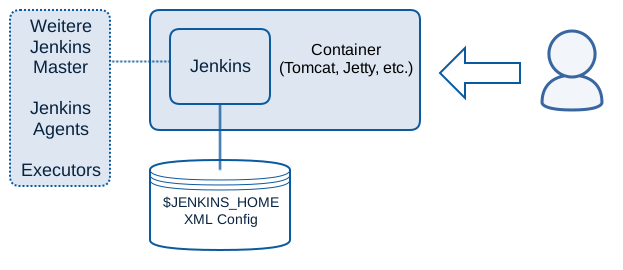 Weitere
Jenkins
Master
Jenkins
Agents
Executors
Jenkins
Container
(Tomcat, Jetty, etc.)
$JENKINS_HOME
XML Config